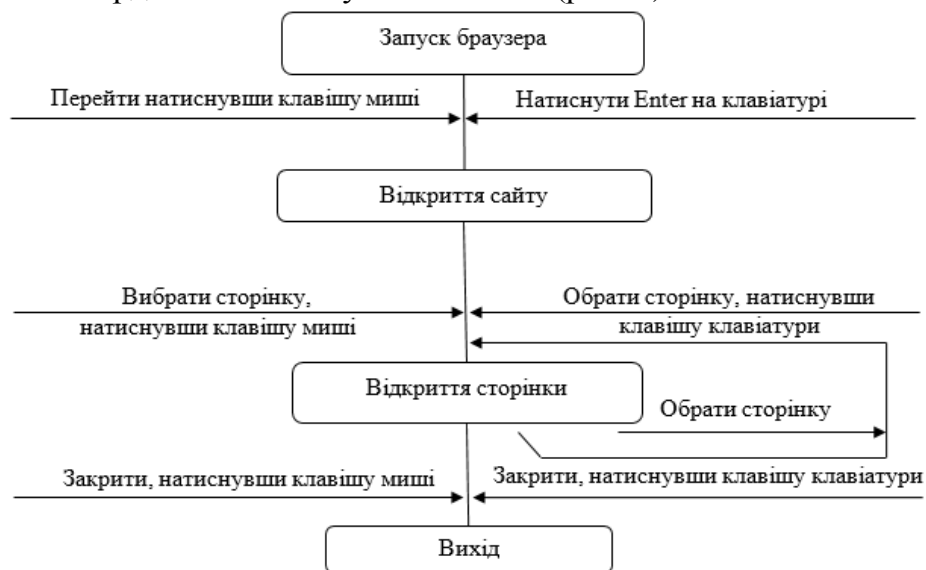 Запуск браузера
Перейти натиснувши клавішу миші
Натиснути Enter на клавіатурі
Відкриття сайту
Вибрати сторінку,
натиснувши клавішу миші
Обрати сторінку, натиснувши
клавішу клавіатури
Відкриття сторінки
Обрати сторінку
Закрити, натиснувши клавішу миші
Закрити, натиснувши клавішу клавіатури
Вихід